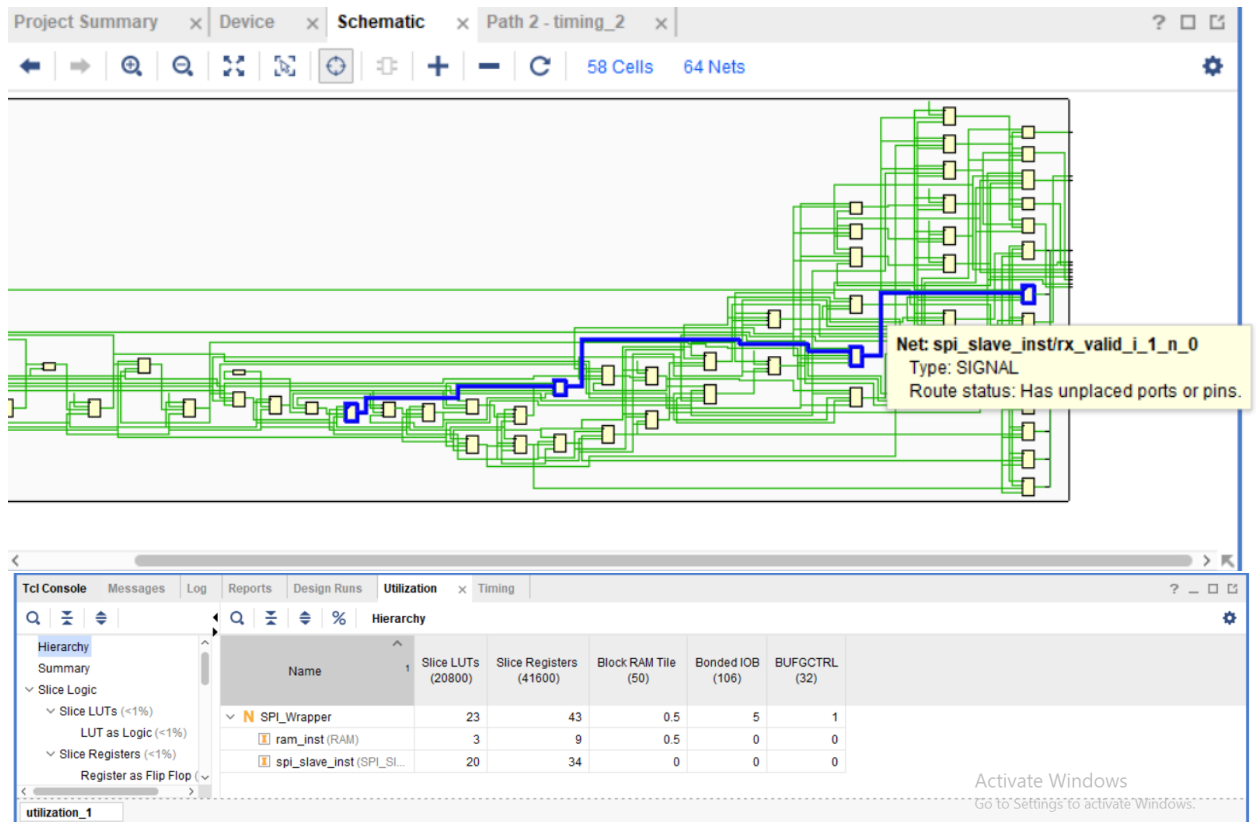 Project Summary × Device × Schematic × Path 2 - timing_2 ×
58 Cells 64 Nets
Net: spi_slave_inst/rx_valid_i_1_n_0
Type: SIGNAL
Route status: Has unplaced ports or pins.
Tcl Console Messages Log Reports Design Runs Utilization × Timing
Hierarchy
Hierarchy
Summary
Slice Logic
Slice LUTs (<1%)
LUT as Logic (<1%)
Slice Registers (<1%)
Register as Flip Flop (
Name 1 Slice LUTs (20800) Slice Registers (41600) Block RAM Tile (50) Bonded IOB (106) BUFGCTRL (32)
N SPI_Wrapper 23 43 0.5 5 1
I ram_inst (RAM) 3 9 0.5 0 0
I spi_slave_inst (SPI_Sl... 20 34 0 0 0
Activate Windows
Go to Settings to activate Windows.
utilization_1